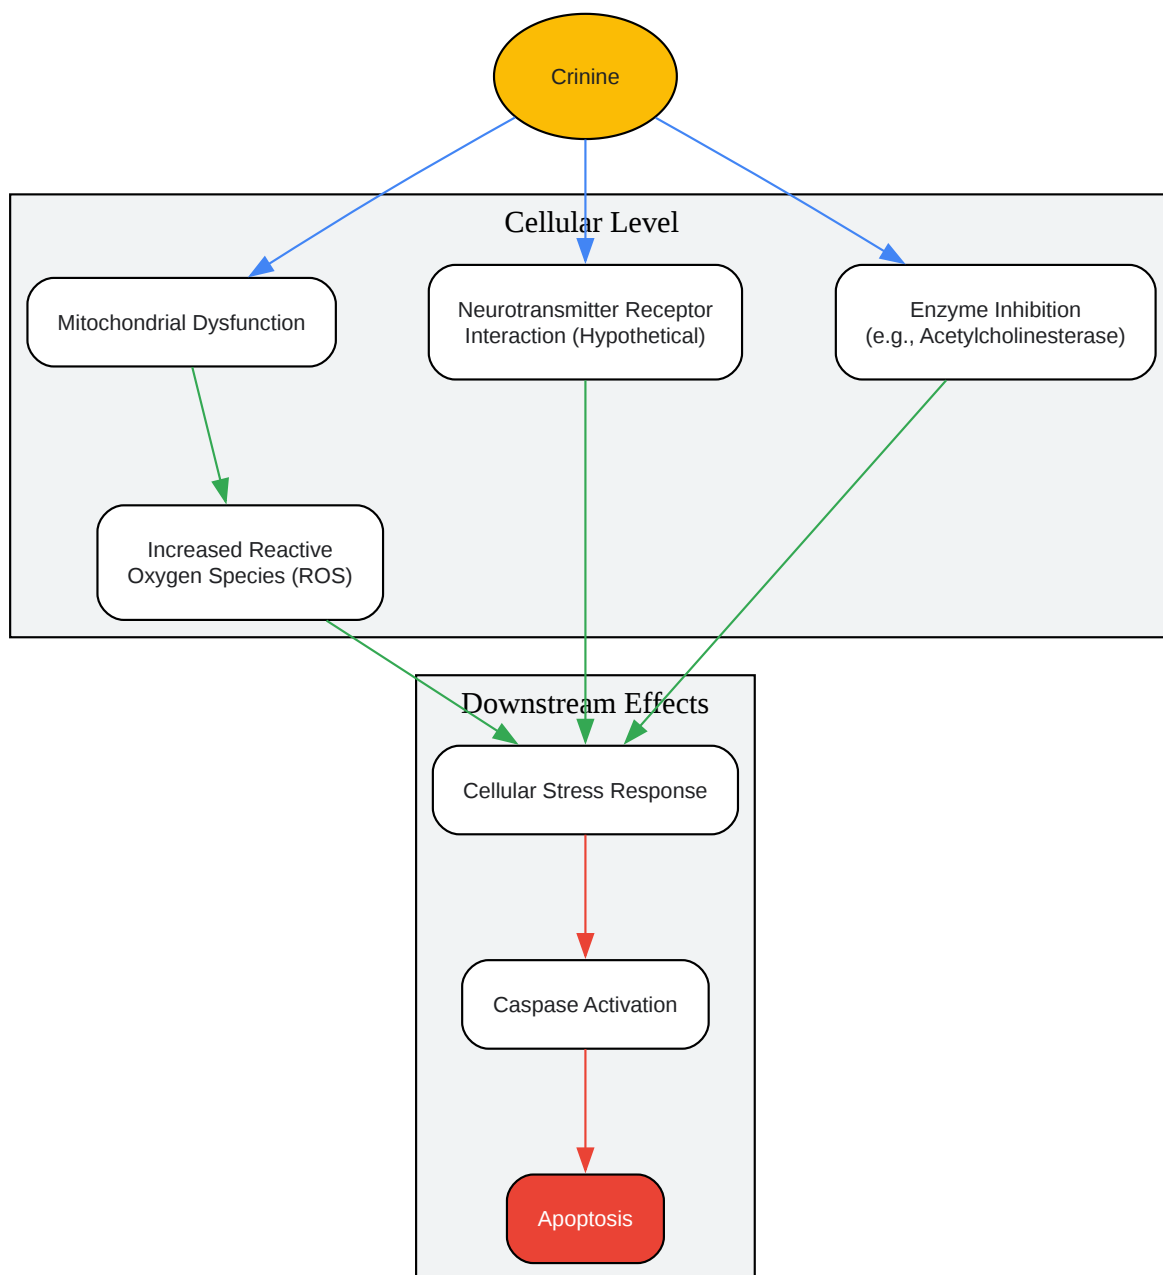 Crinine
Cellular Level
Mitochondrial Dysfunction
Neurotransmitter Receptor
Interaction (Hypothetical)
Enzyme Inhibition
(e.g., Acetylcholinesterase)
Increased Reactive
Oxygen Species (ROS)
Downstream Effects
Cellular Stress Response
Caspase Activation
Apoptosis